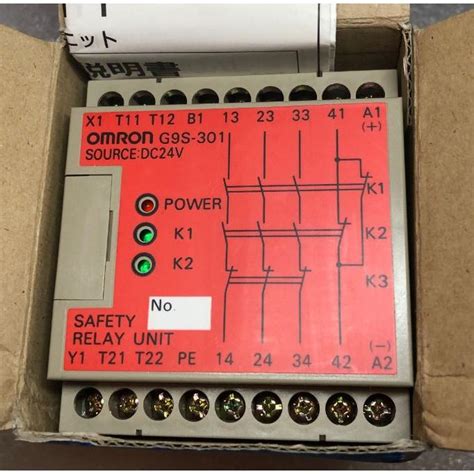 ニット
説明書
X1 T11 T12 B1 13 23 33 41 A1
(+)
OMRON G9S-301
SOURCE:DC24V
POWER
K1
K2
K1
K2
K3
No.
SAFETY
RELAY UNIT
(−)
Y1 T21 T22 PE 14 24 34 42 A2